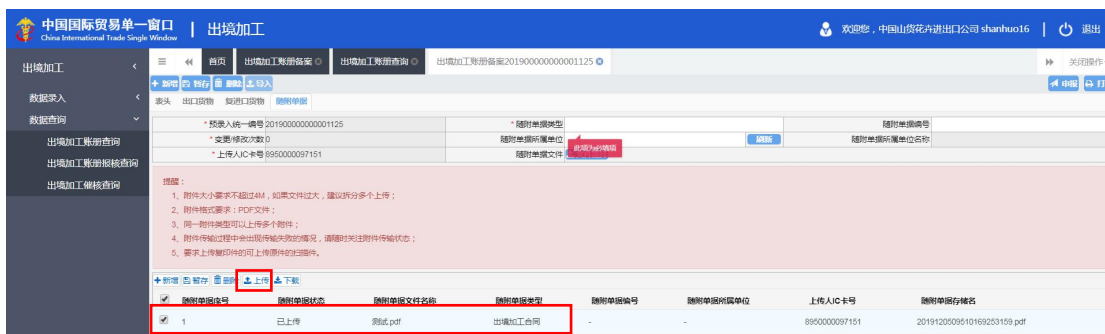 中国国际贸易单一窗口 | 出境加工
China International Trade Single Window
欢迎您，中国山货花卉进出口公司 shanhuo16 | 退出
出境加工
首页 出境加工账册备案 出境加工账册查询 出境加工账册备案201900000000001125 关闭操作
新增 暂存 删除 导入 申报 打
数据录入
表头 出口货物 复进口货物 随附单据
数据查询
* 预录入统一编号 201900000000001125 * 随附单据类型 随附单据编号
出境加工账册查询
* 变更/修改次数 0 随附单据所属单位 刷新 随附单据所属单位名称
此项为必填项
出境加工账册报核查询
* 上传人IC卡号 8950000097151 随附单据文件
出境加工催核查询
提醒：
1、附件大小要求不超过4M，如果文件过大，建议拆分多个上传；
2、附件格式要求：PDF文件；
3、同一附件类型可以上传多个附件；
4、附件传输过程中会出现传输失败的情况，请随时关注附件传输状态；
5、要求上传复印件的可上传原件的扫描件。
新增 暂存 删除 上传 下载
随附单据序号 随附单据状态 随附单据文件名称 随附单据类型 随附单据编号 随附单据所属单位 上传人IC卡号 随附单据存储名
1 已上传 测试.pdf 出境加工合同 - - 8950000097151 2019120509510169253159.pdf